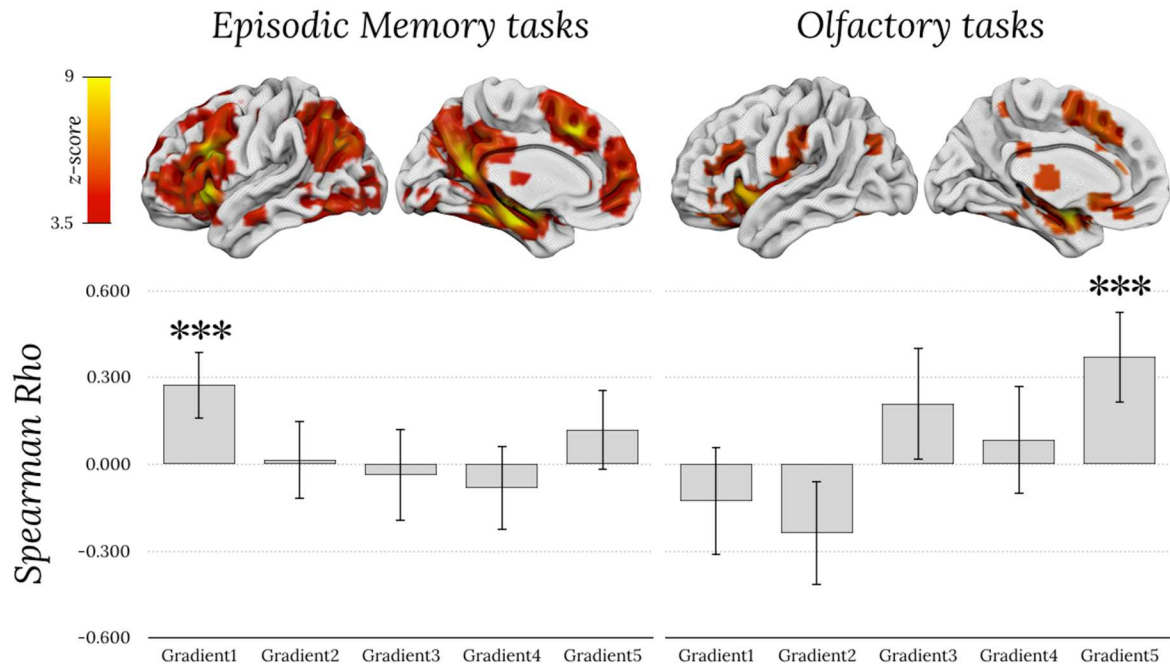 Episodic Memory tasks
Olfactory tasks
9
z-score
3.5
Spearman Rho
0.600
0.300
0.000
-0.300
-0.600
***
***
Gradient1 Gradient2 Gradient3 Gradient4 Gradient5
Gradient1 Gradient2 Gradient3 Gradient4 Gradient5